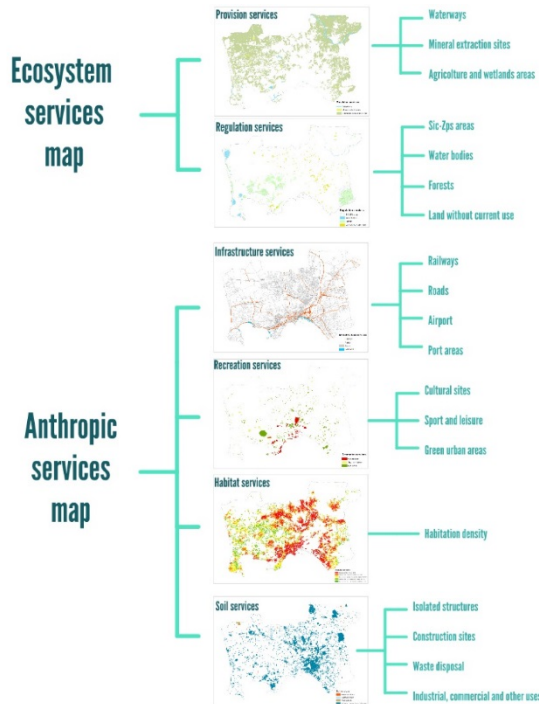 Ecosystem
services
map
Provision services
Waterways
Mineral extraction sites
Agriculture and wetlands areas
Regulation services
Sic-Zps areas
Water bodies
Forests
Land without current use
Anthropic
services
map
Infrastructure services
Railways
Roads
Airport
Port areas
Recreation services
Cultural sites
Sport and leisure
Green urban areas
Habitat services
Habitation density
Soil services
Isolated structures
Construction sites
Waste disposal
Industrial, commercial and other uses